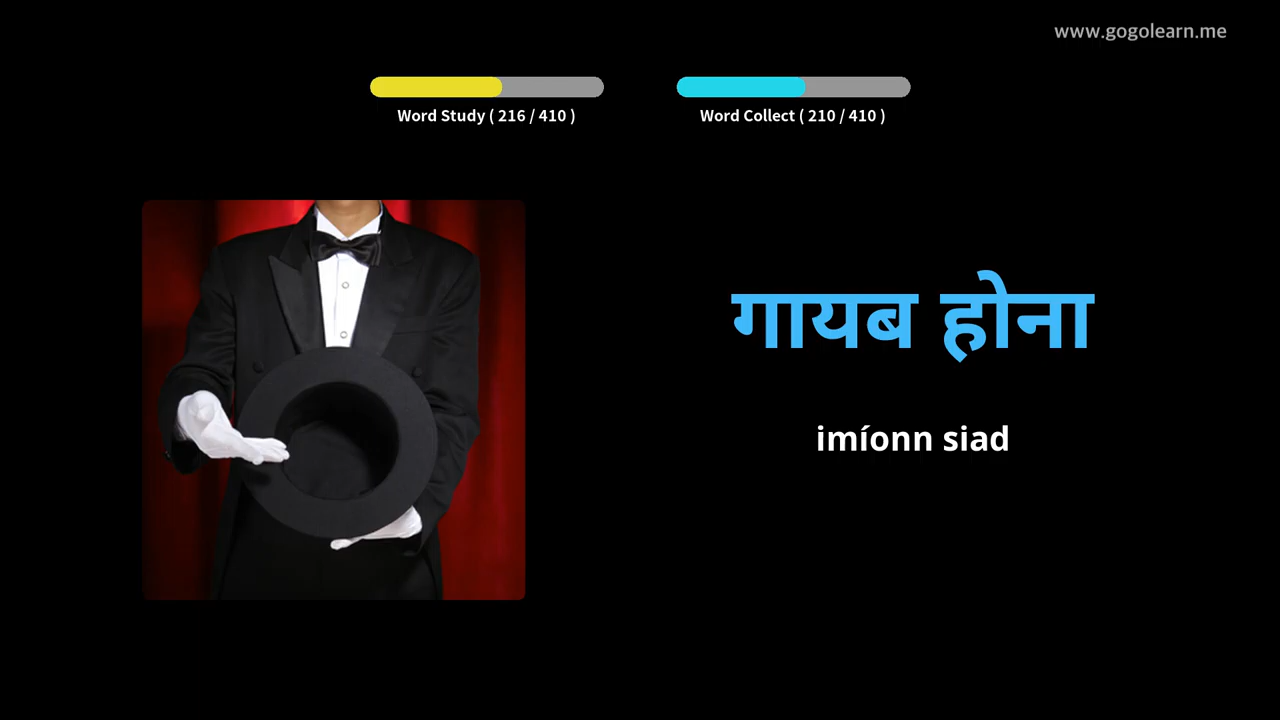 www.gogolearn.me
Word Study ( 216 / 410 )
Word Collect ( 210 / 410 )
गायब होना
imíonn siad